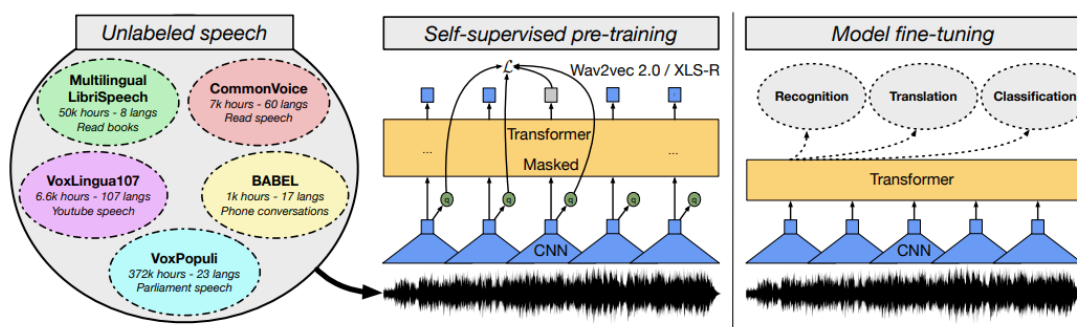 Unlabeled speech
Multilingual
LibriSpeech
50k hours - 8 langs
Read books
CommonVoice
7k hours - 60 langs
Read speech
VoxLingua107
6.6k hours - 107 langs
Youtube speech
BABEL
1k hours - 17 langs
Phone conversations
VoxPopuli
372k hours - 23 langs
Parliament speech
Self-supervised pre-training
ℒ
Wav2vec 2.0 / XLS-R
Transformer
... Masked ...
q q q q
CNN
Model fine-tuning
Recognition Translation Classification
Transformer
CNN